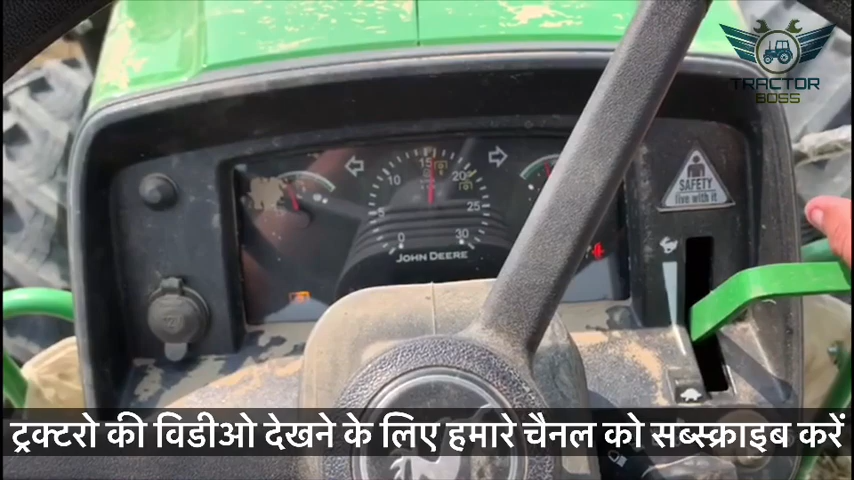 TRACTOR
BOSS
SAFETY
live with it
0
5
10
15
20
25
30
JOHN DEERE
ट्रक्टरो की विडीओ देखने के लिए हमारे चैनल को सब्स्क्राइब करें